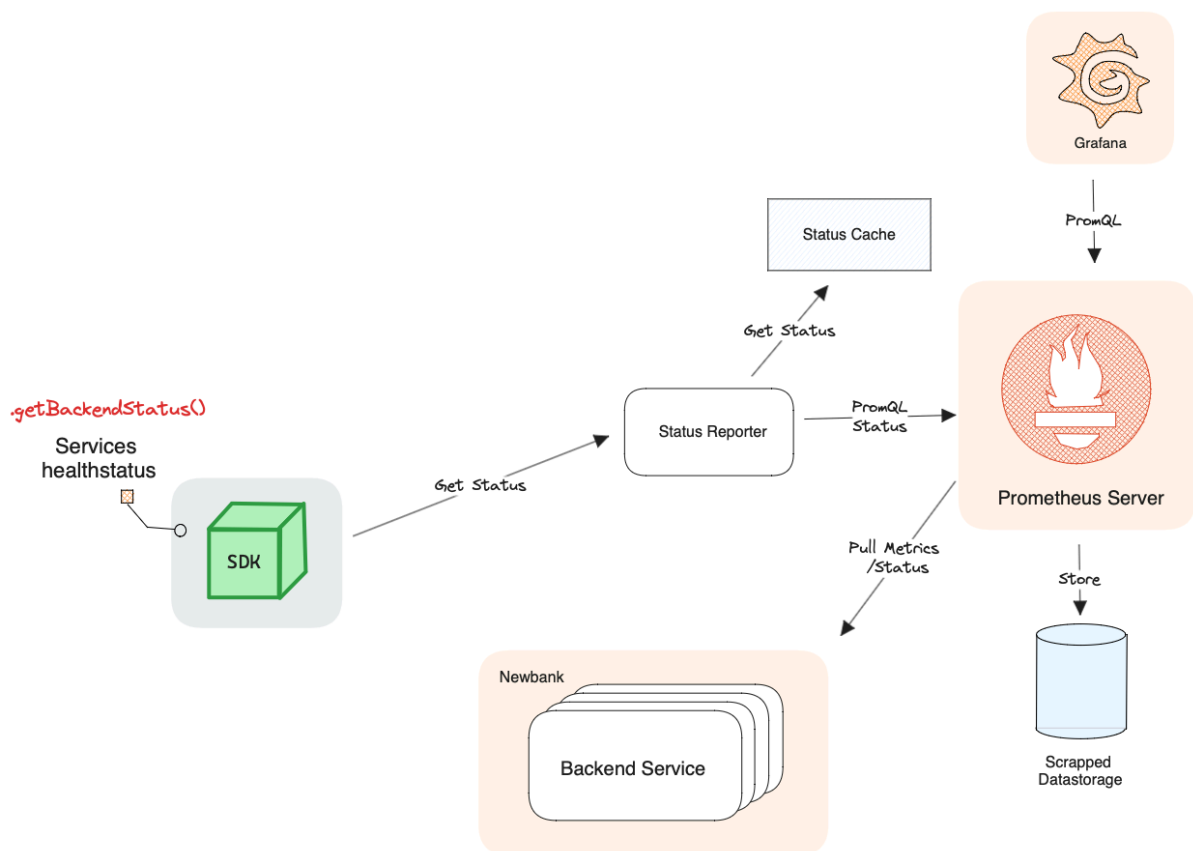 Grafana
PromQL
Status Cache
Get Status
.getBackendStatus()
Services
healthstatus
Status Reporter
PromQL
Status
Get Status
Prometheus Server
SDK
Pull Metrics
/Status
Store
Newbank
Backend Service
Scrapped
Datastorage